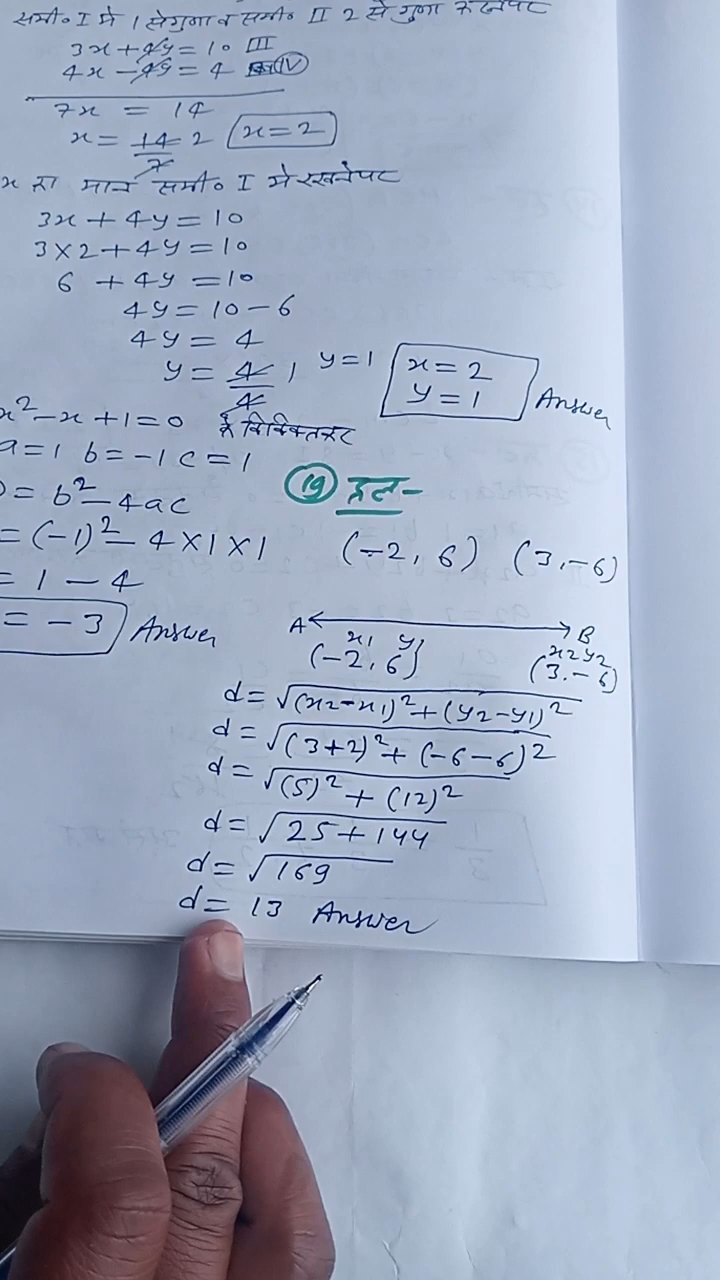 समी० I में 1 से गुणा व समी० II 2 से गुणा करनेपर
3x+4y=10 III
4x-4y=4 IV
7x = 14
x = 14/7 2 x=2
x का मान समी० I मे रखनेपर
3x+4y=10
3×2+4y=10
6 +4y=10
4y=10-6
4y=4
y=4/4 1 y=1
x=2
y=1 Answer
x²-x+1=0 के विविक्तकर
a=1 b=-1 c=1
D=b²-4ac
=(-1)²-4×1×1
=1-4
=-3 Answer
19 हल-
(-2,6) (3,-6)
A B
x1 y1 x2 y2
(-2,6) (3,-6)
d=√(x2-x1)²+(y2-y1)²
d=√(3+2)²+(-6-6)²
d=√(5)²+(12)²
d=√25+144
d=√169
d=13 Answer